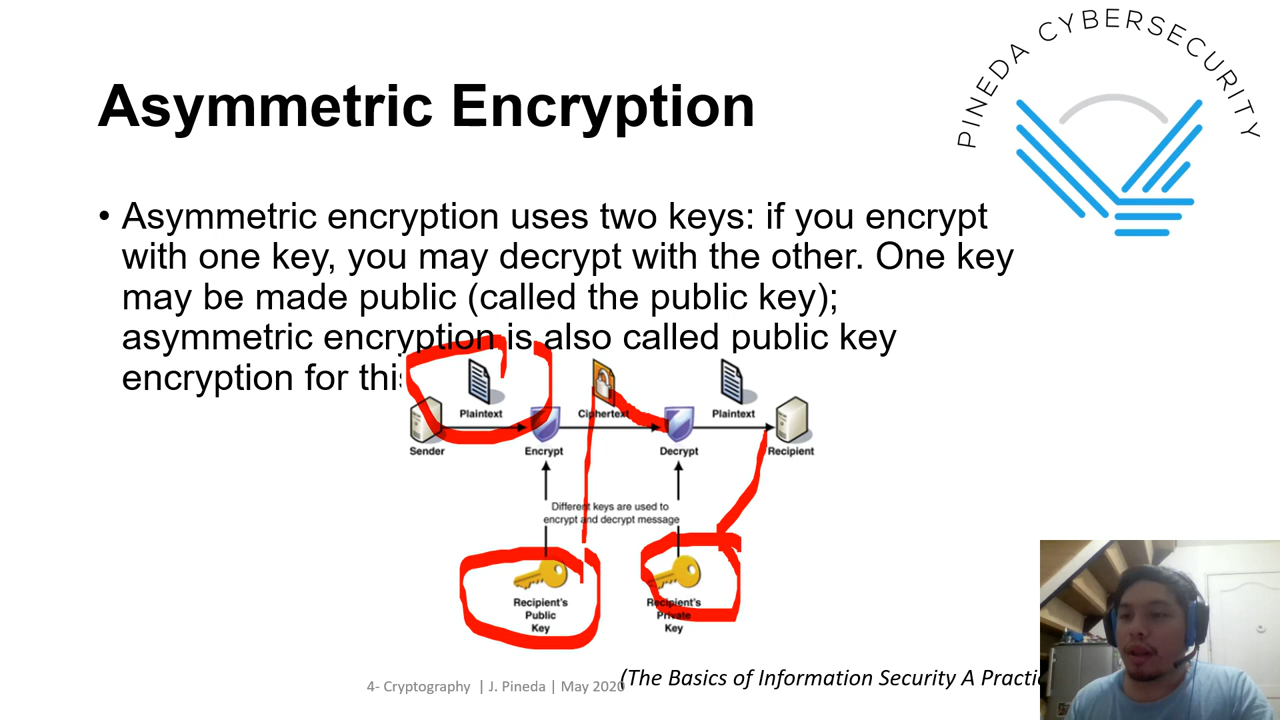 PINEDA CYBERSECURITY
Asymmetric Encryption
• Asymmetric encryption uses two keys: if you encrypt
with one key, you may decrypt with the other. One key
may be made public (called the public key);
asymmetric encryption is also called public key
encryption for this
Plaintext Ciphertext Plaintext
Sender Encrypt Decrypt Recipient
Different keys are used to
encrypt and decrypt message
Recipient's Recipient's
Public Private
Key Key
(The Basics of Information Security A
4- Cryptography | J. Pineda | May 2020